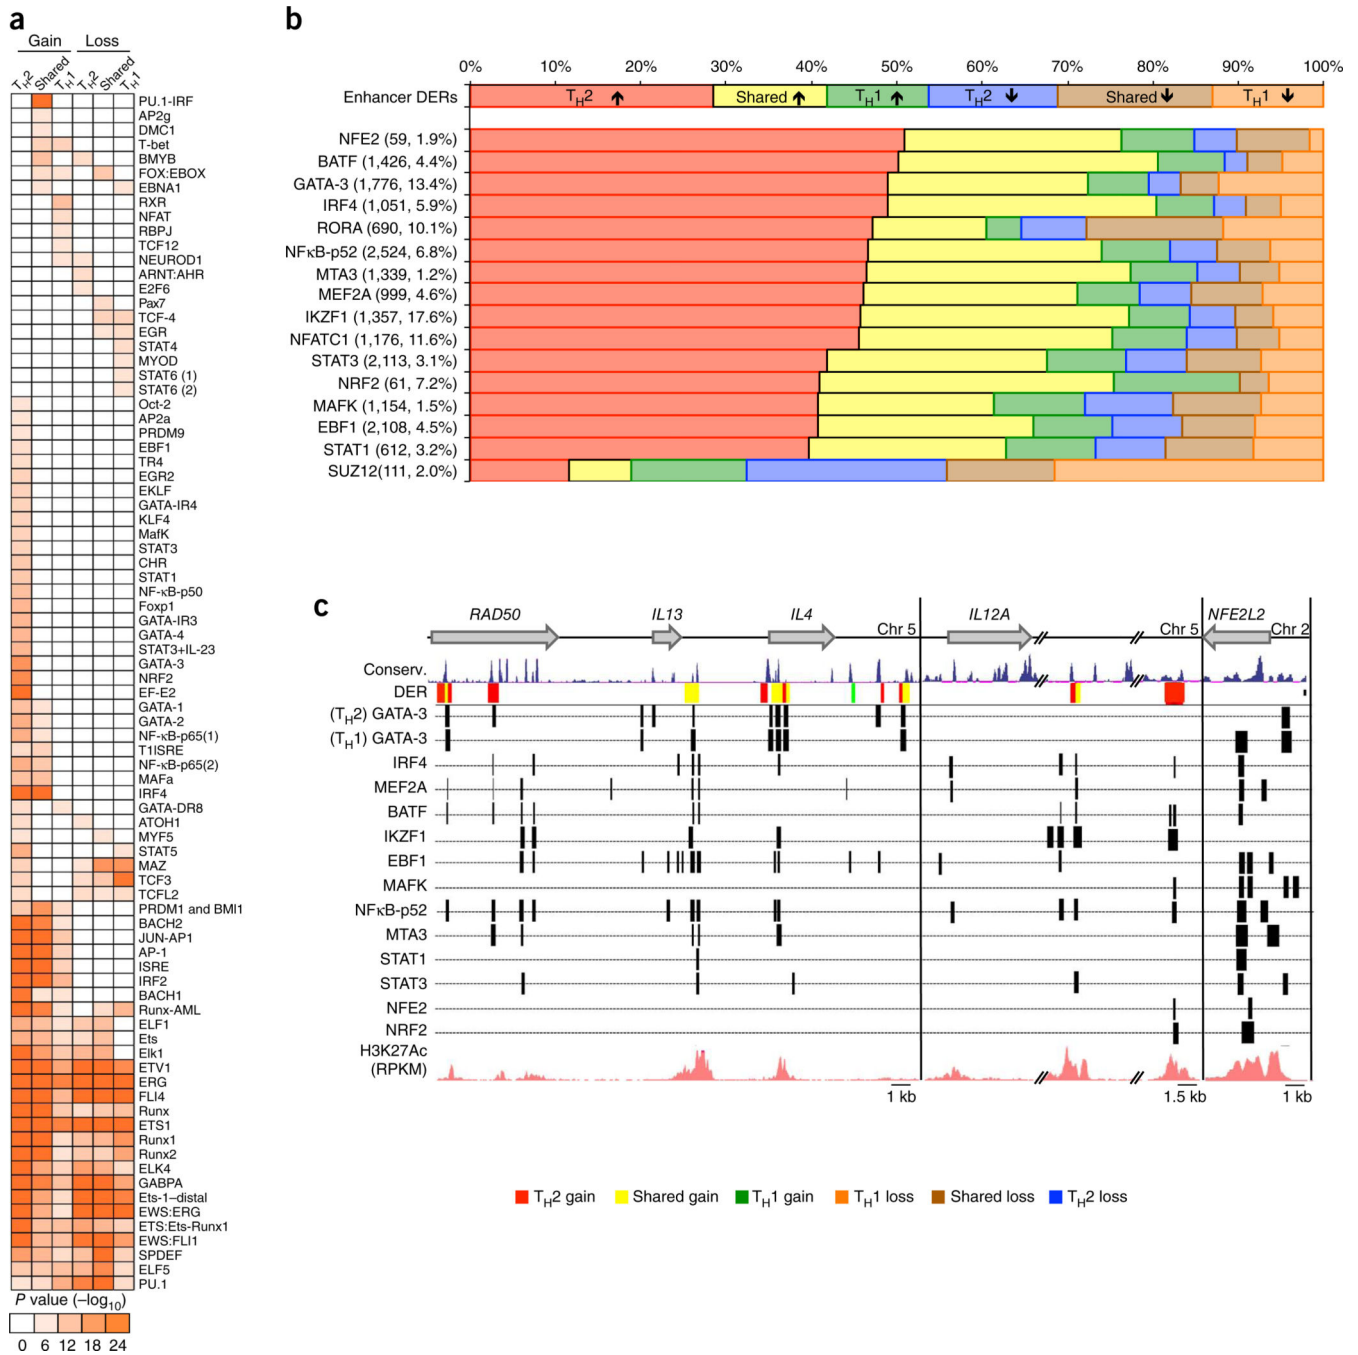 a
Gain Loss
TH2 Shared TH1 TH2 Shared TH1
PU.1-IRF
AP2g
DMC1
T-bet
BMYB
FOX:EBOX
EBNA1
RXR
NFAT
RBPJ
TCF12
NEUROD1
ARNT:AHR
E2F6
Pax7
TCF-4
EGR
STAT4
MYOD
STAT6 (1)
STAT6 (2)
Oct-2
AP2a
PRDM9
EBF1
TR4
EGR2
EKLF
GATA-IR4
KLF4
MafK
STAT3
CHR
STAT1
NF-κB-p50
Foxp1
GATA-IR3
GATA-4
STAT3+IL-23
GATA-3
NRF2
EF-E2
GATA-1
GATA-2
NF-κB-p65(1)
T1ISRE
NF-κB-p65(2)
MAFa
IRF4
GATA-DR8
ATOH1
MYF5
STAT5
MAZ
TCF3
TCFL2
PRDM1 and BMI1
BACH2
JUN-AP1
AP-1
ISRE
IRF2
BACH1
Runx-AML
ELF1
Ets
Elk1
ETV1
ERG
FLI4
Runx
ETS1
Runx1
Runx2
ELK4
GABPA
Ets-1–distal
EWS:ERG
ETS:Ets-Runx1
EWS:FLI1
SPDEF
ELF5
PU.1
P value (–log10)
0 6 12 18 24
b
0% 10% 20% 30% 40% 50% 60% 70% 80% 90% 100%
Enhancer DERs TH2 ↑ Shared ↑ TH1 ↑ TH2 ↓ Shared ↓ TH1 ↓
NFE2 (59, 1.9%)
BATF (1,426, 4.4%)
GATA-3 (1,776, 13.4%)
IRF4 (1,051, 5.9%)
RORA (690, 10.1%)
NFκB-p52 (2,524, 6.8%)
MTA3 (1,339, 1.2%)
MEF2A (999, 4.6%)
IKZF1 (1,357, 17.6%)
NFATC1 (1,176, 11.6%)
STAT3 (2,113, 3.1%)
NRF2 (61, 7.2%)
MAFK (1,154, 1.5%)
EBF1 (2,108, 4.5%)
STAT1 (612, 3.2%)
SUZ12(111, 2.0%)
c
RAD50 IL13 IL4 Chr 5 IL12A Chr 5 NFE2L2 Chr 2
Conserv.
DER
(TH2) GATA-3
(TH1) GATA-3
IRF4
MEF2A
BATF
IKZF1
EBF1
MAFK
NFκB-p52
MTA3
STAT1
STAT3
NFE2
NRF2
H3K27Ac
(RPKM)
1 kb 1.5 kb 1 kb
TH2 gain Shared gain TH1 gain TH1 loss Shared loss TH2 loss